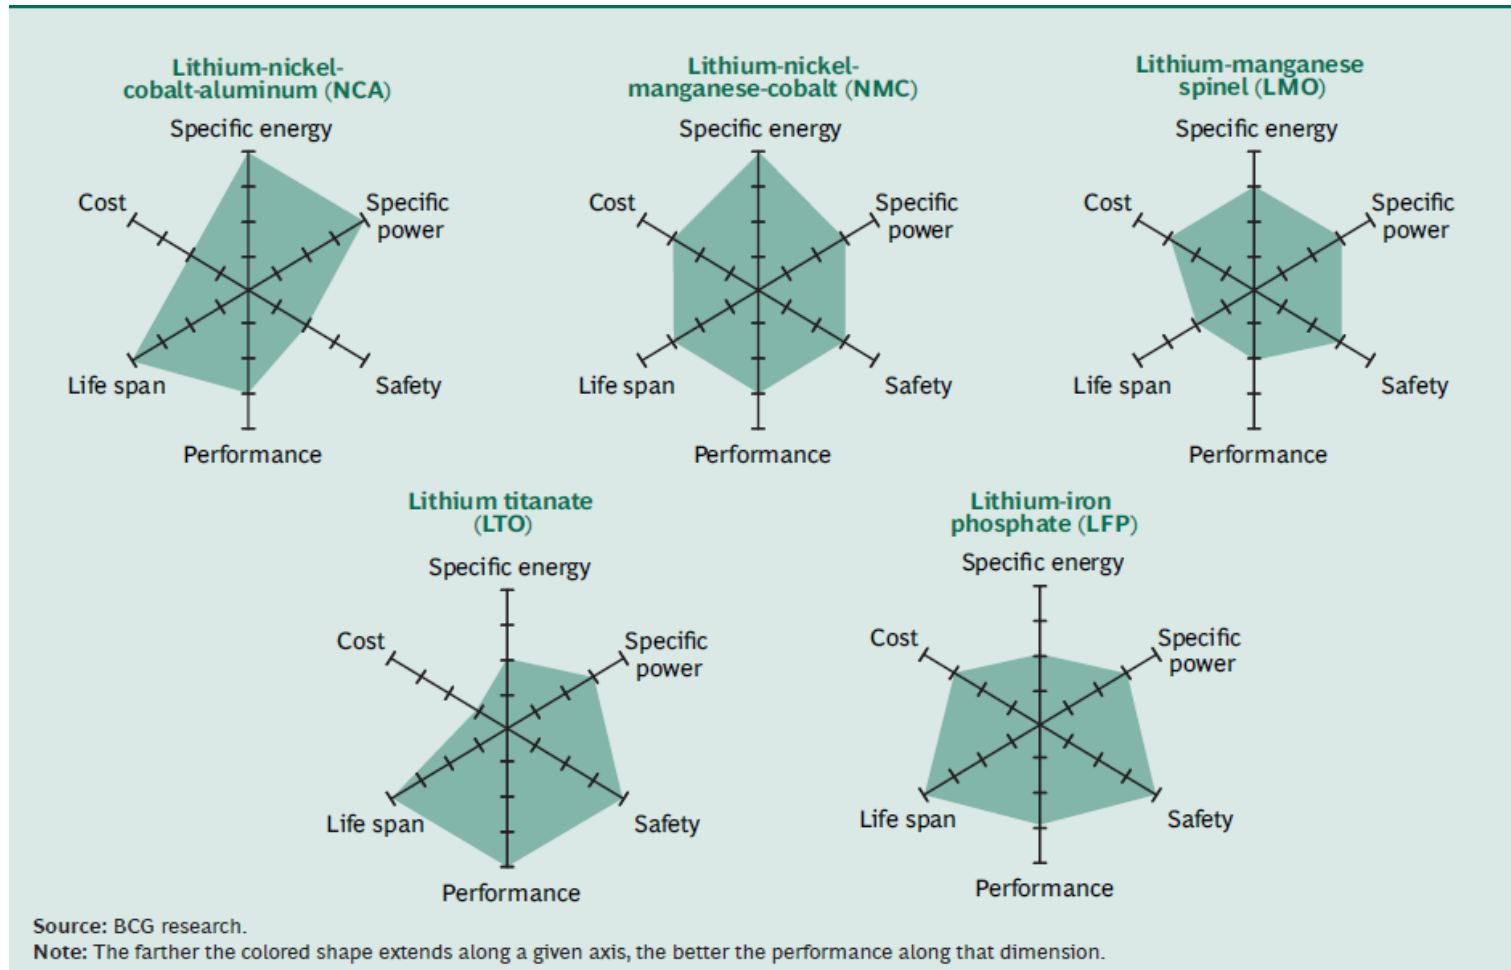 Lithium-nickel-
cobalt-aluminum (NCA)
Specific energy
Cost
Specific
power
Life span
Safety
Performance
Lithium-nickel-
manganese-cobalt (NMC)
Specific energy
Cost
Specific
power
Life span
Safety
Performance
Lithium-manganese
spinel (LMO)
Specific energy
Cost
Specific
power
Life span
Safety
Performance
Lithium titanate
(LTO)
Specific energy
Cost
Specific
power
Life span
Safety
Performance
Lithium-iron
phosphate (LFP)
Specific energy
Cost
Specific
power
Life span
Safety
Performance
Source: BCG research.
Note: The farther the colored shape extends along a given axis, the better the performance along that dimension.